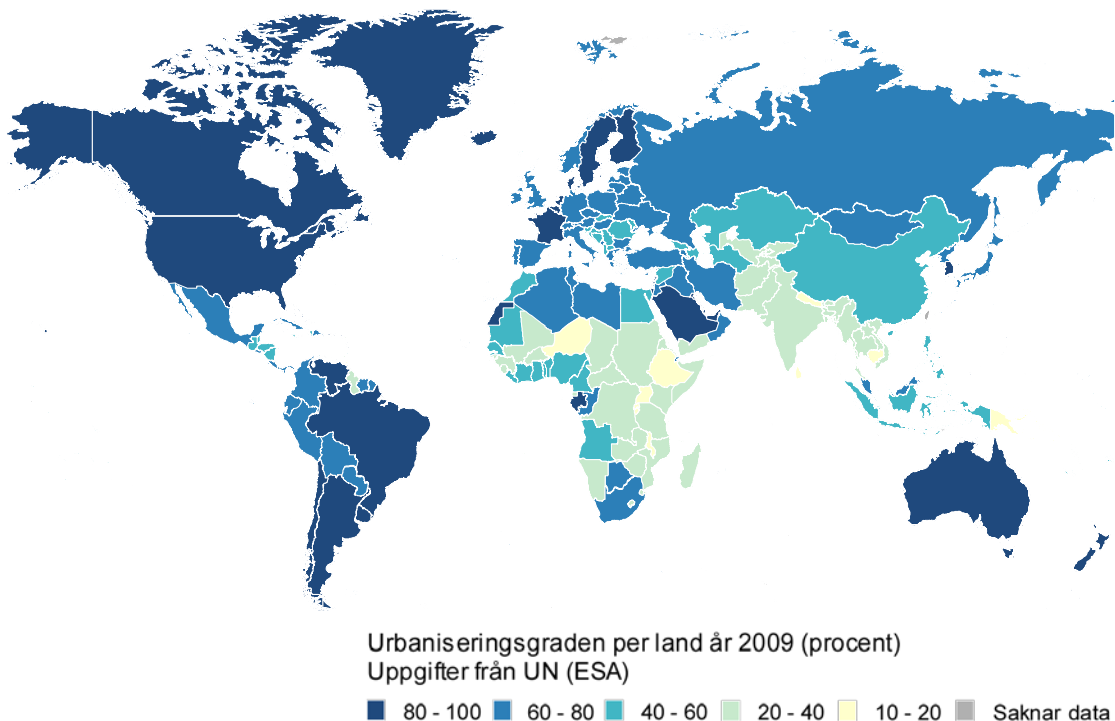 Urbaniseringsgraden per land år 2009 (procent)
Uppgifter från UN (ESA)
80 - 100 60 - 80 40 - 60 20 - 40 10 - 20 Saknar data